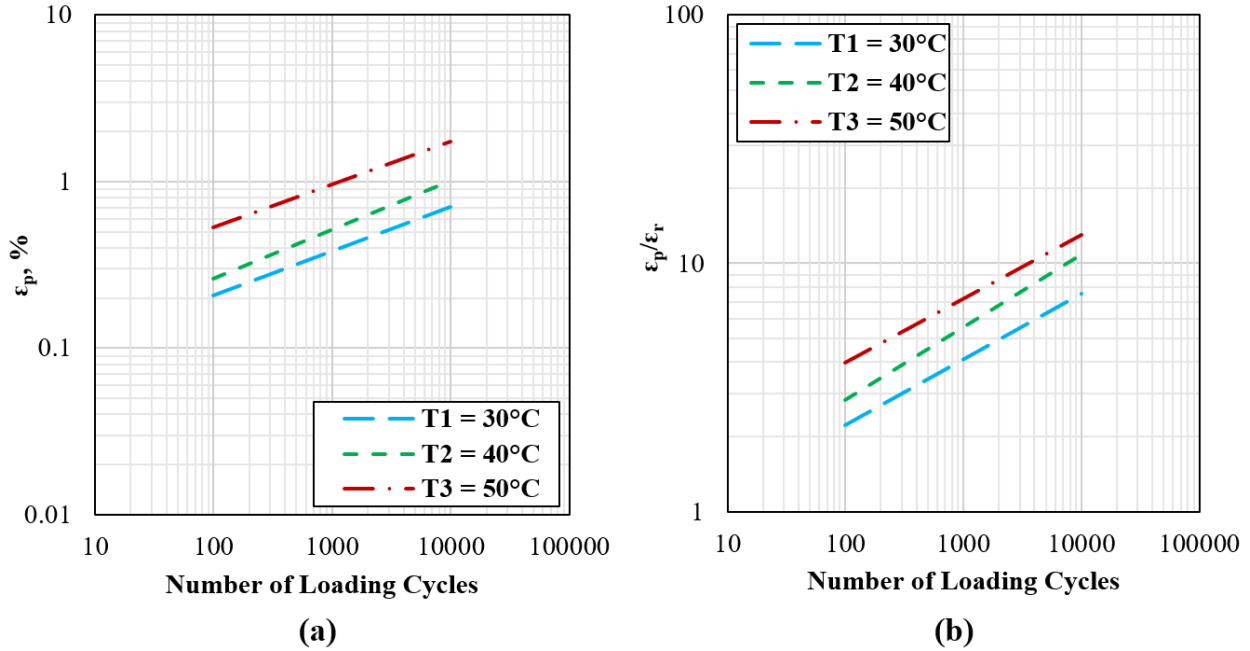 10
1
0.1
0.01
εp, %
T1 = 30°C
T2 = 40°C
T3 = 50°C
10 100 1000 10000 100000
Number of Loading Cycles
(a)
100
10
1
εp/εr
T1 = 30°C
T2 = 40°C
T3 = 50°C
10 100 1000 10000 100000
Number of Loading Cycles
(b)